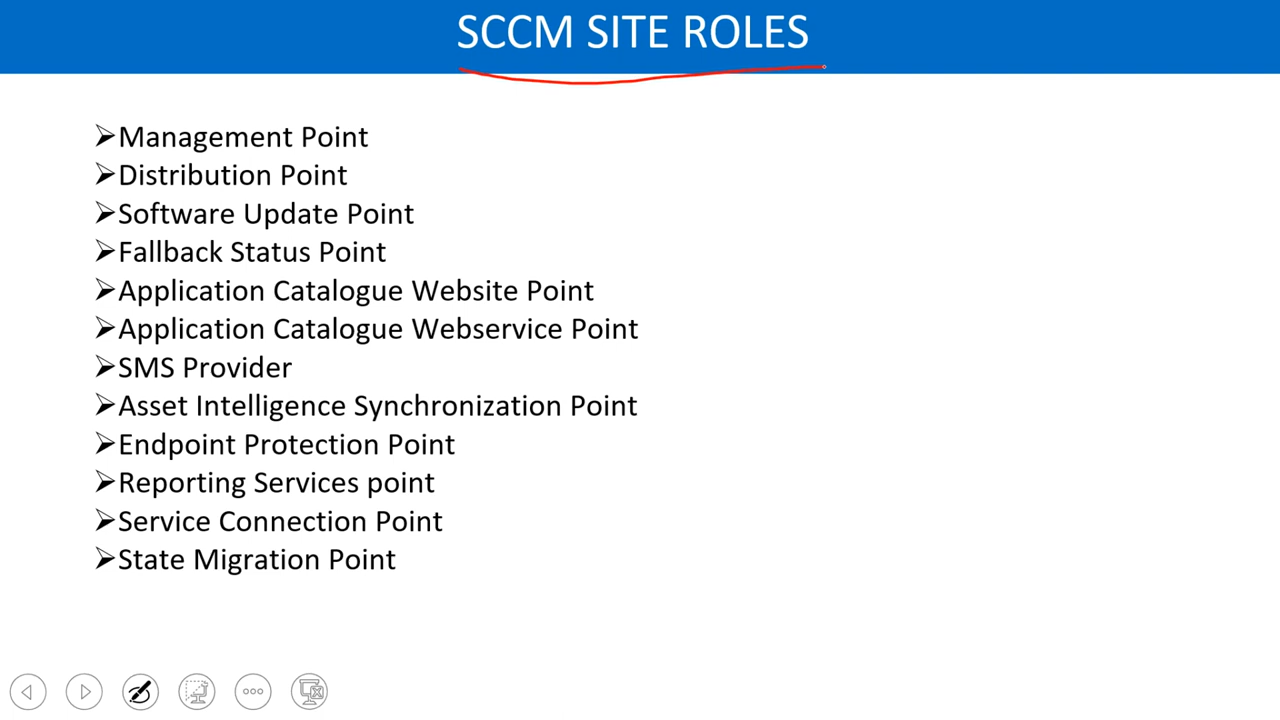 SCCM SITE ROLES
➢Management Point
➢Distribution Point
➢Software Update Point
➢Fallback Status Point
➢Application Catalogue Website Point
➢Application Catalogue Webservice Point
➢SMS Provider
➢Asset Intelligence Synchronization Point
➢Endpoint Protection Point
➢Reporting Services point
➢Service Connection Point
➢State Migration Point